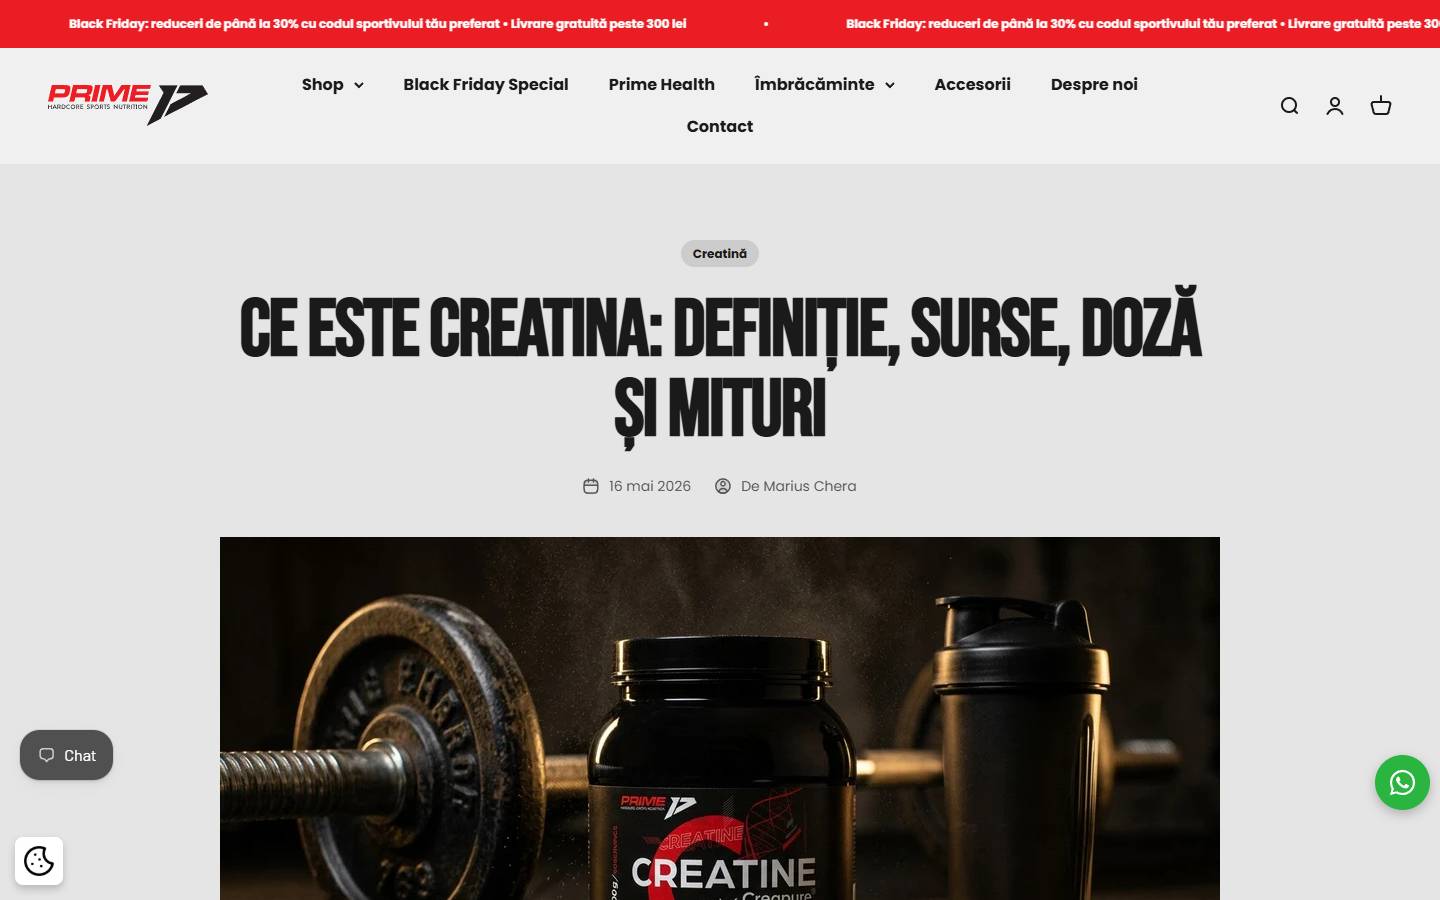 Black Friday: reduceri de până la 30% cu codul sportivului tău preferat • Livrare gratuită peste 300 lei • Black Friday: reduceri de până la 30% cu codul sportivului tău preferat • Livrare gratuită peste 30
PRIME
HARDCORE SPORTS NUTRITION
Shop Black Friday Special Prime Health Îmbrăcăminte Accesorii Despre noi
Contact
Creatină
CE ESTE CREATINA: DEFINIȚIE, SURSE, DOZĂ
ȘI MITURI
16 mai 2026 De Marius Chera
PRIME
CREATINE
CREATINE
Creapure
Chat